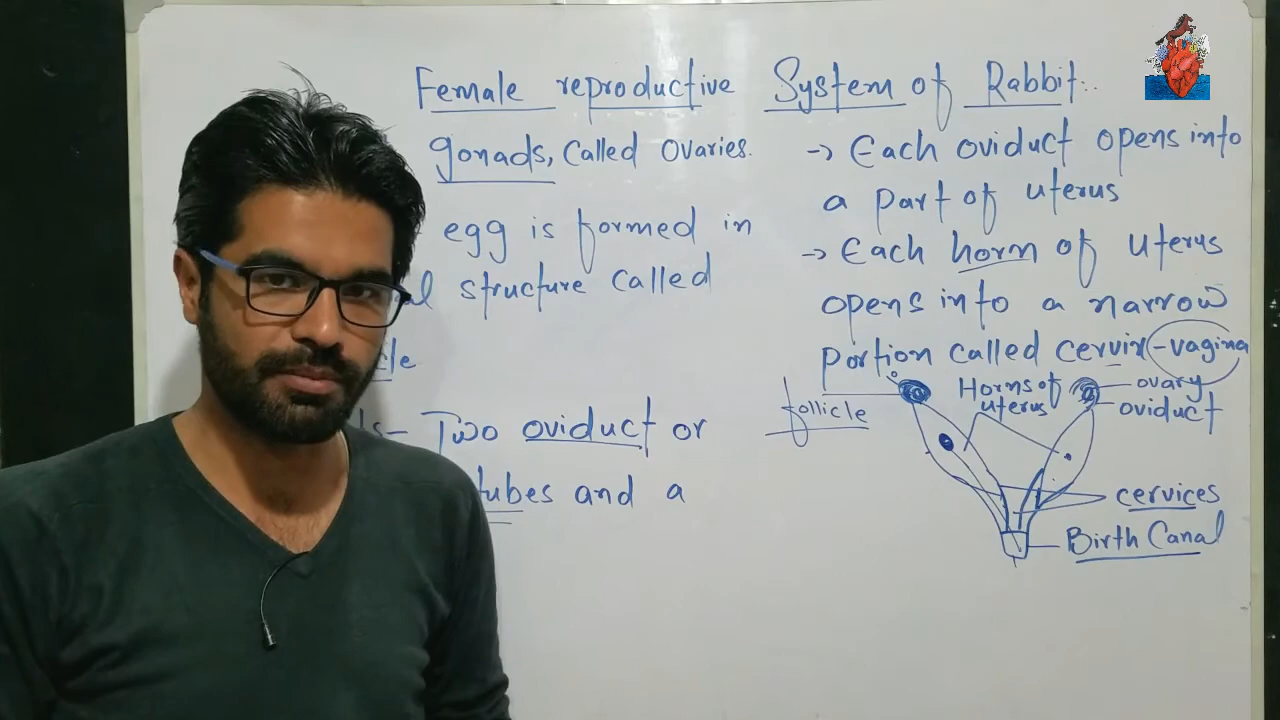 Female reproductive System of Rabbit:.
gonads, called ovaries.
egg is formed in
structure called
Two oviduct or
tubes and a
→ Each oviduct opens into
a part of uterus
→ Each horn of uterus
opens into a narrow
portion called cervix-vagina
follicle
Horns of
uterus
ovary
oviduct
cervices
Birth Canal